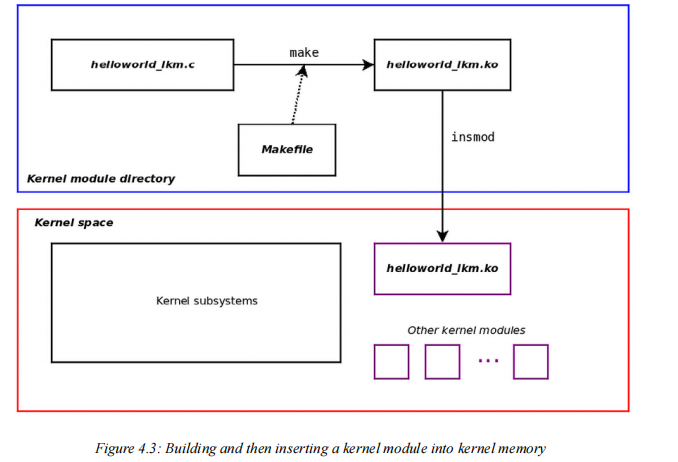 helloworld_lkm.c
make
helloworld_lkm.ko
Makefile
insmod
Kernel module directory
Kernel space
Kernel subsystems
helloworld_lkm.ko
Other kernel modules
...
Figure 4.3: Building and then inserting a kernel module into kernel memory